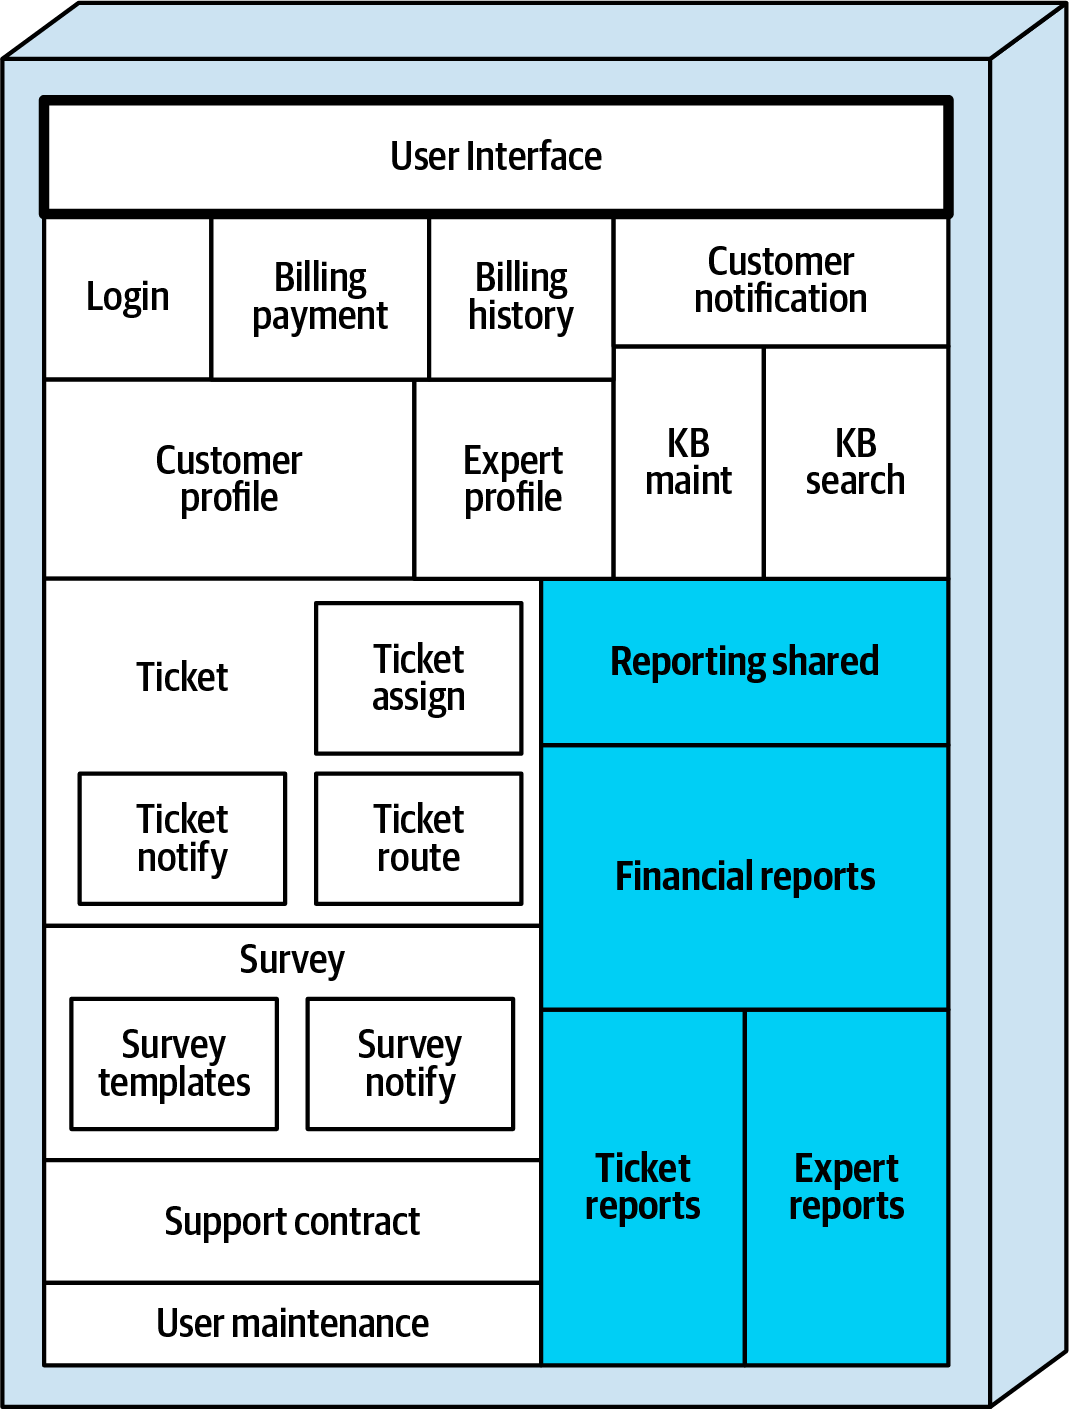 User Interface
Login
Billing
payment
Billing
history
Customer
notification
Customer
profile
Expert
profile
KB
maint
KB
search
Ticket
Ticket
assign
Ticket
notify
Ticket
route
Reporting shared
Financial reports
Survey
Survey
templates
Survey
notify
Ticket
reports
Expert
reports
Support contract
User maintenance